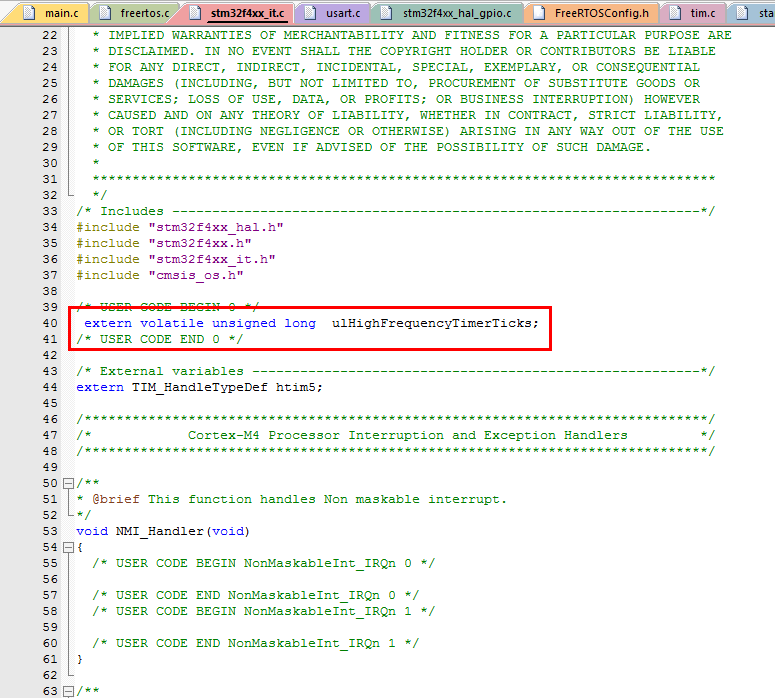 main.c freertos.c stm32f4xx_it.c usart.c stm32f4xx_hal_gpio.c FreeRTOSConfig.h tim.c sta
22 * IMPLIED WARRANTIES OF MERCHANTABILITY AND FITNESS FOR A PARTICULAR PURPOSE ARE
23 * DISCLAIMED. IN NO EVENT SHALL THE COPYRIGHT HOLDER OR CONTRIBUTORS BE LIABLE
24 * FOR ANY DIRECT, INDIRECT, INCIDENTAL, SPECIAL, EXEMPLARY, OR CONSEQUENTIAL
25 * DAMAGES (INCLUDING, BUT NOT LIMITED TO, PROCUREMENT OF SUBSTITUTE GOODS OR
26 * SERVICES; LOSS OF USE, DATA, OR PROFITS; OR BUSINESS INTERRUPTION) HOWEVER
27 * CAUSED AND ON ANY THEORY OF LIABILITY, WHETHER IN CONTRACT, STRICT LIABILITY,
28 * OR TORT (INCLUDING NEGLIGENCE OR OTHERWISE) ARISING IN ANY WAY OUT OF THE USE
29 * OF THIS SOFTWARE, EVEN IF ADVISED OF THE POSSIBILITY OF SUCH DAMAGE.
30 *
31 ******************************************************************************
32 */
33 /* Includes ------------------------------------------------------------------*/
34 #include "stm32f4xx_hal.h"
35 #include "stm32f4xx.h"
36 #include "stm32f4xx_it.h"
37 #include "cmsis_os.h"
38
39 /* USER CODE BEGIN 0 */
40 extern volatile unsigned long  ulHighFrequencyTimerTicks;
41 /* USER CODE END 0 */
42
43 /* External variables --------------------------------------------------------*/
44 extern TIM_HandleTypeDef htim5;
45
46 /******************************************************************************/
47 /*            Cortex-M4 Processor Interruption and Exception Handlers         */
48 /******************************************************************************/
49
50 /**
51 * @brief This function handles Non maskable interrupt.
52 */
53 void NMI_Handler(void)
54 {
55 /* USER CODE BEGIN NonMaskableInt_IRQn 0 */
56
57 /* USER CODE END NonMaskableInt_IRQn 0 */
58 /* USER CODE BEGIN NonMaskableInt_IRQn 1 */
59
60 /* USER CODE END NonMaskableInt_IRQn 1 */
61 }
62
63 /**